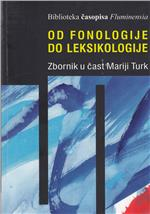 Biblioteka časopisa Fluminensia
OD FONOLOGIJE
DO LEKSIKOLOGIJE
Zbornik u čast Mariji Turk